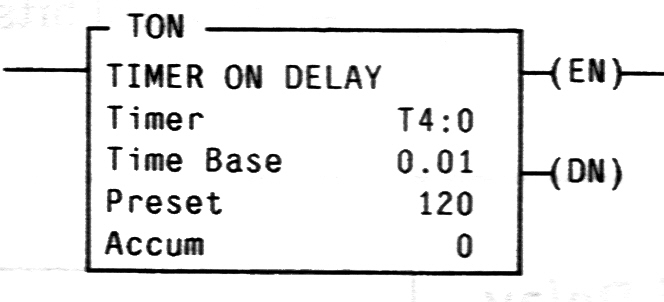 TON
TIMER ON DELAY (EN)
Timer T4:0
Time Base 0.01 (DN)
Preset 120
Accum 0